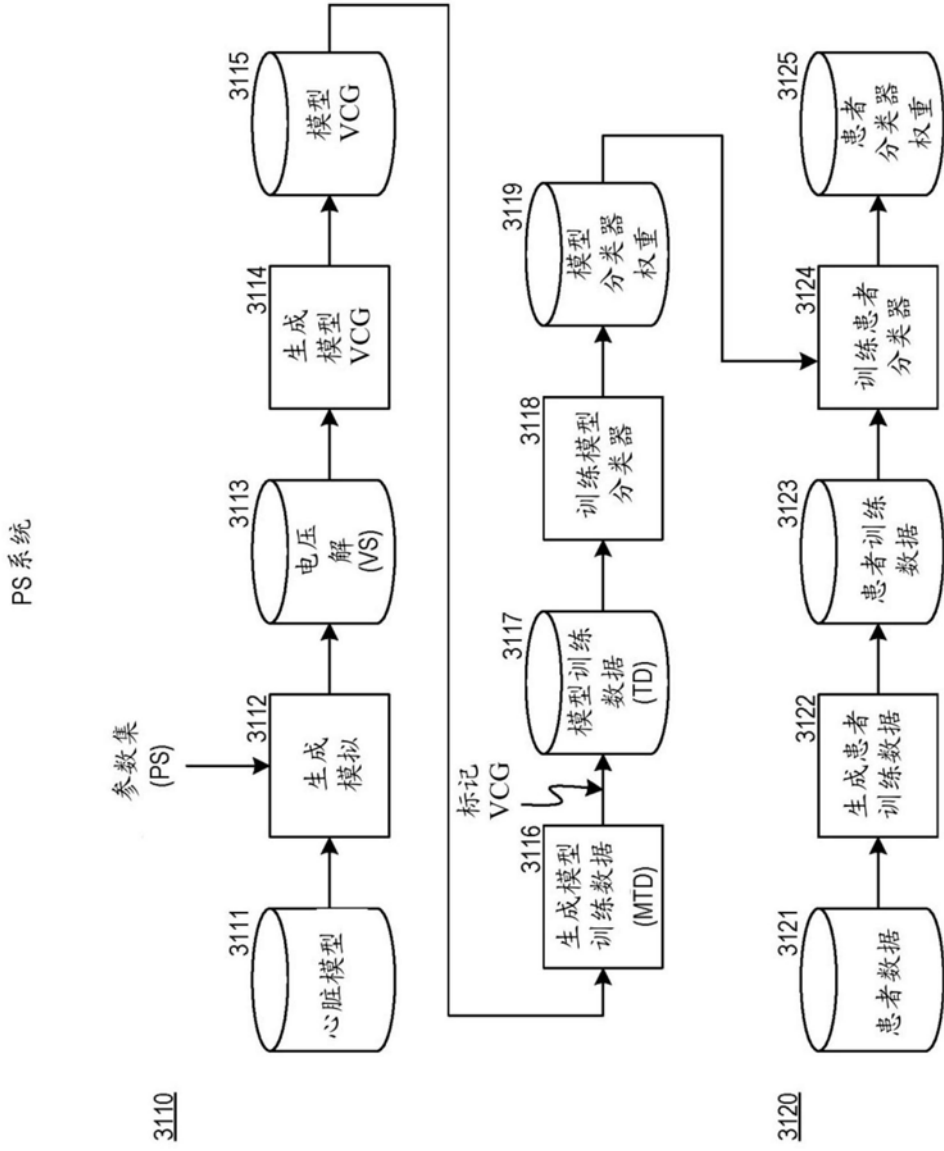 PS 系统
参数集
(PS)
3110
3111
心脏模型
3112
生成
模拟
3113
电压
解
(VS)
3114
生成
模型
VCG
3115
模型
VCG
3116
生成模型
训练数据
(MTD)
标记
VCG
3117
模型训练
数据
(TD)
3118
训练模型
分类器
3119
模型
分类器
权重
3120
3121
患者数据
3122
生成患者
训练数据
3123
患者训练
数据
3124
训练患者
分类器
3125
患者
分类器
权重